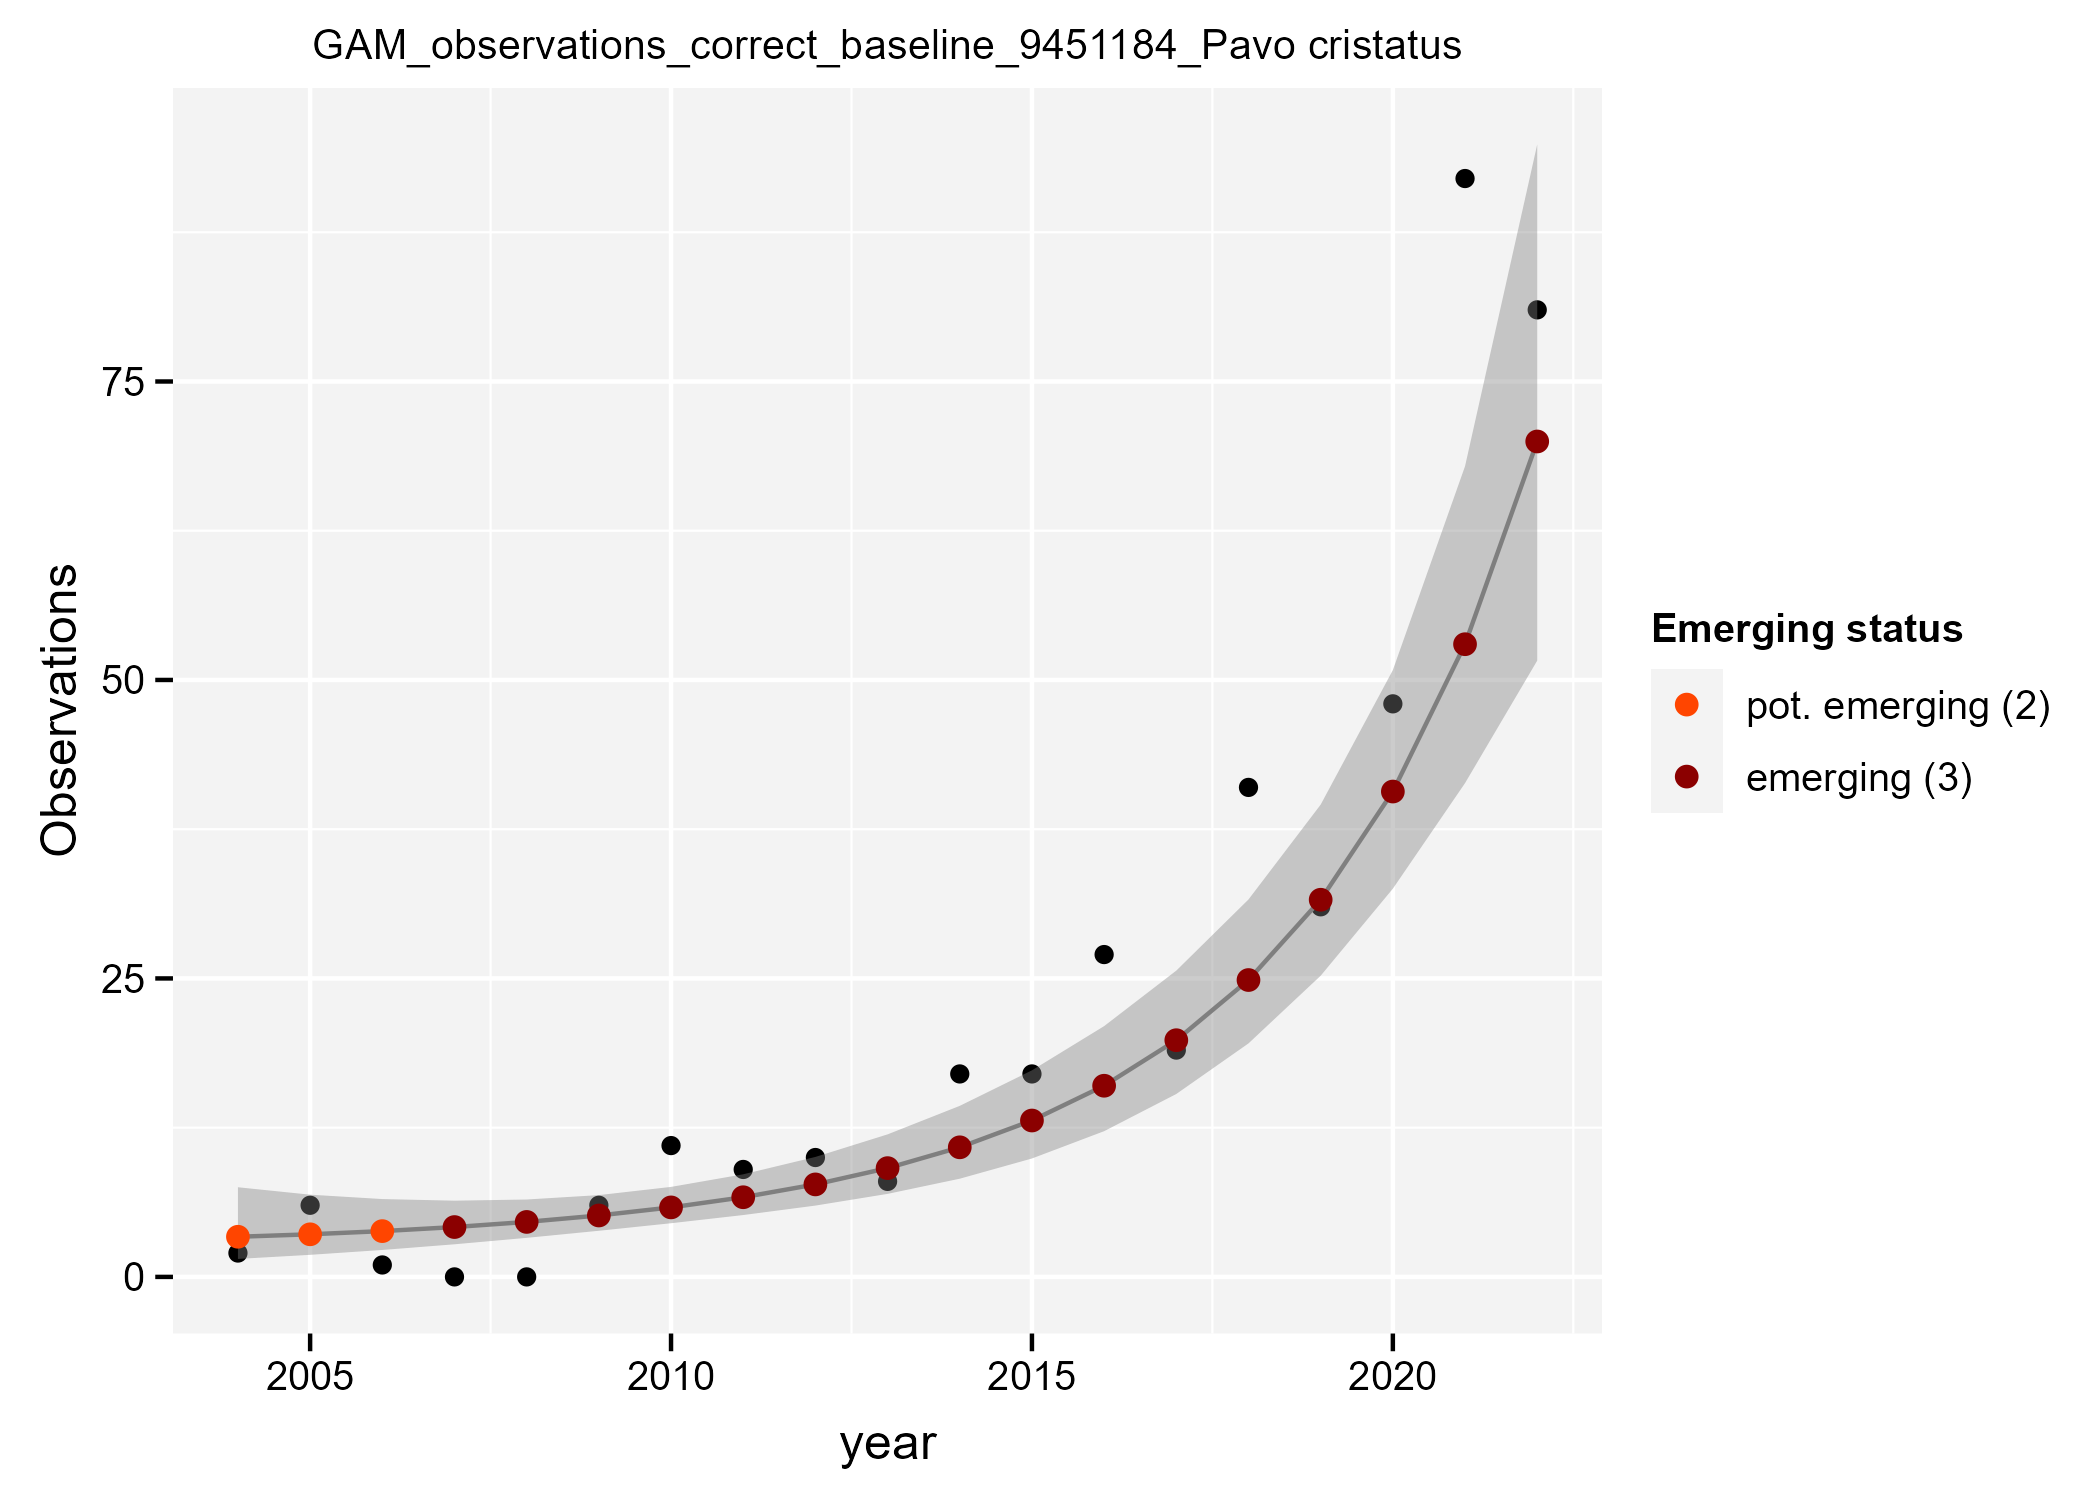 GAM_observations_correct_baseline_9451184_Pavo cristatus
Observations
75
50
25
0
2005
2010
2015
2020
year
Emerging status
pot. emerging (2)
emerging (3)